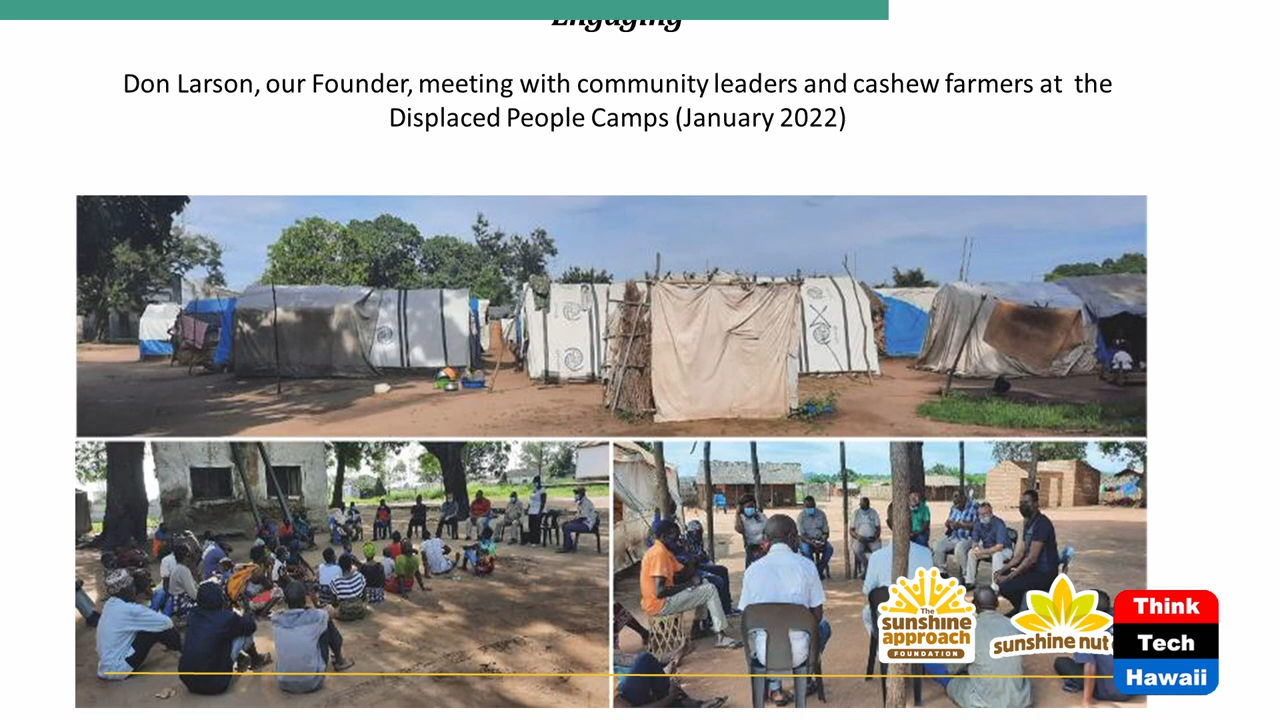 Engaging
Don Larson, our Founder, meeting with community leaders and cashew farmers at the
Displaced People Camps (January 2022)
The
sunshine
approach
FOUNDATION
sunshine nut
Think
Tech
Hawaii